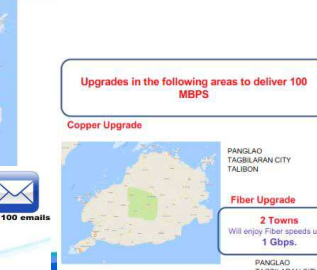 Upgrades in the following areas to deliver 100
MBPS
Copper Upgrade
PANGLAO
TAGBILARAN CITY
TALIBON
100 emails
Fiber Upgrade
2 Towns
Will enjoy Fiber speeds u
1 Gbps.
PANGLAO